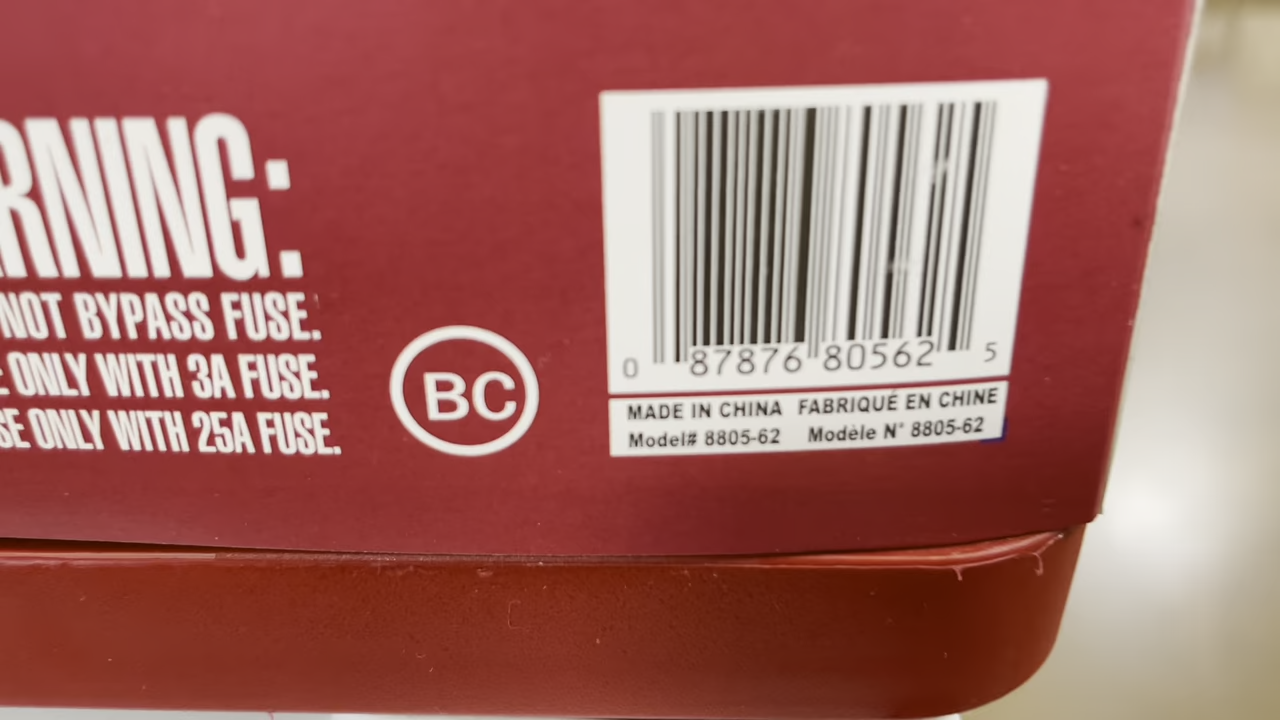 RNING:
NOT BYPASS FUSE.
ONLY WITH 3A FUSE.
SE ONLY WITH 25A FUSE.
BC
0 87876 80562 5
MADE IN CHINA FABRIQUÉ EN CHINE
Model# 8805-62 Modèle N° 8805-62